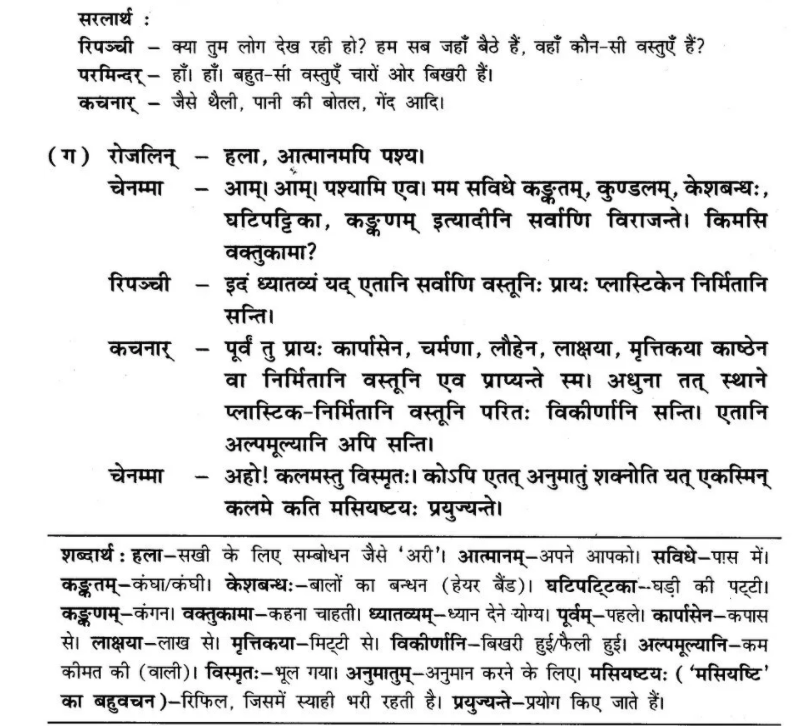 सरलार्थ :
रिपञ्ची – क्या तुम लोग देख रही हो? हम सब जहाँ बैठे हैं, वहाँ कौन-सी वस्तुएँ हैं?
परमिन्दर् – हाँ। हाँ। बहुत-सी वस्तुएँ चारों ओर बिखरी हैं।
कचनार् – जैसे थैली, पानी की बोतल, गेंद आदि।
(ग) रोजलिन् – हला, आत्मानमपि पश्य।
चेनम्मा – आम्। आम्। पश्यामि एव। मम सविधे कङ्कतम्, कुण्डलम्, केशबन्धः,
घटिपट्टिका, कङ्कणम् इत्यादीनि सर्वाणि विराजन्ते। किमसि
वक्तुकामा?
रिपञ्ची – इदं ध्यातव्यं यद् एतानि सर्वाणि वस्तूनिः प्रायः प्लास्टिकेन निर्मितानि
सन्ति।
कचनार् – पूर्वं तु प्रायः कार्पासेन, चर्मणा, लौहेन, लाक्षया, मृत्तिकया काष्ठेन
वा निर्मितानि वस्तूनि एव प्राप्यन्ते स्म। अधुना तत् स्थाने
प्लास्टिक-निर्मितानि वस्तूनि परितः विकीर्णानि सन्ति। एतानि
अल्पमूल्यानि अपि सन्ति।
चेनम्मा – अहो! कलमस्तु विस्मृतः। कोऽपि एतत् अनुमातुं शक्नोति यत् एकस्मिन्
कलमे कति मसियष्टयः प्रयुज्यन्ते।
शब्दार्थ : हला–सखी के लिए सम्बोधन जैसे 'अरी'। आत्मानम्–अपने आपको। सविधे–पास में।
कङ्कतम्–कंघा/कंघी। केशबन्धः–बालों का बन्धन (हेयर बैंड)। घटिपट्टिका–घड़ी की पट्टी।
कङ्कणम्–कंगन। वक्तुकामा–कहना चाहती। ध्यातव्यम्–ध्यान देने योग्य। पूर्वम्–पहले। कार्पासेन–कपास
से। लाक्षया–लाख से। मृत्तिकया–मिट्टी से। विकीर्णानि–बिखरी हुई/फैली हुई। अल्पमूल्यानि–कम
कीमत की (वाली)। विस्मृतः–भूल गया। अनुमातुम्–अनुमान करने के लिए। मसियष्टयः ('मसियष्टि'
का बहुवचन)–रिफिल, जिसमें स्याही भरी रहती है। प्रयुज्यन्ते–प्रयोग किए जाते हैं।